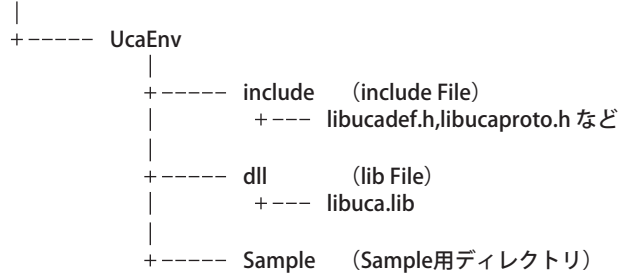 |
+----- UcaEnv
|
+----- include （include File）
| +--- libucadef.h,libucaproto.h など
|
+----- dll （lib File）
| +--- libuca.lib
|
+----- Sample （Sample用ディレクトリ）